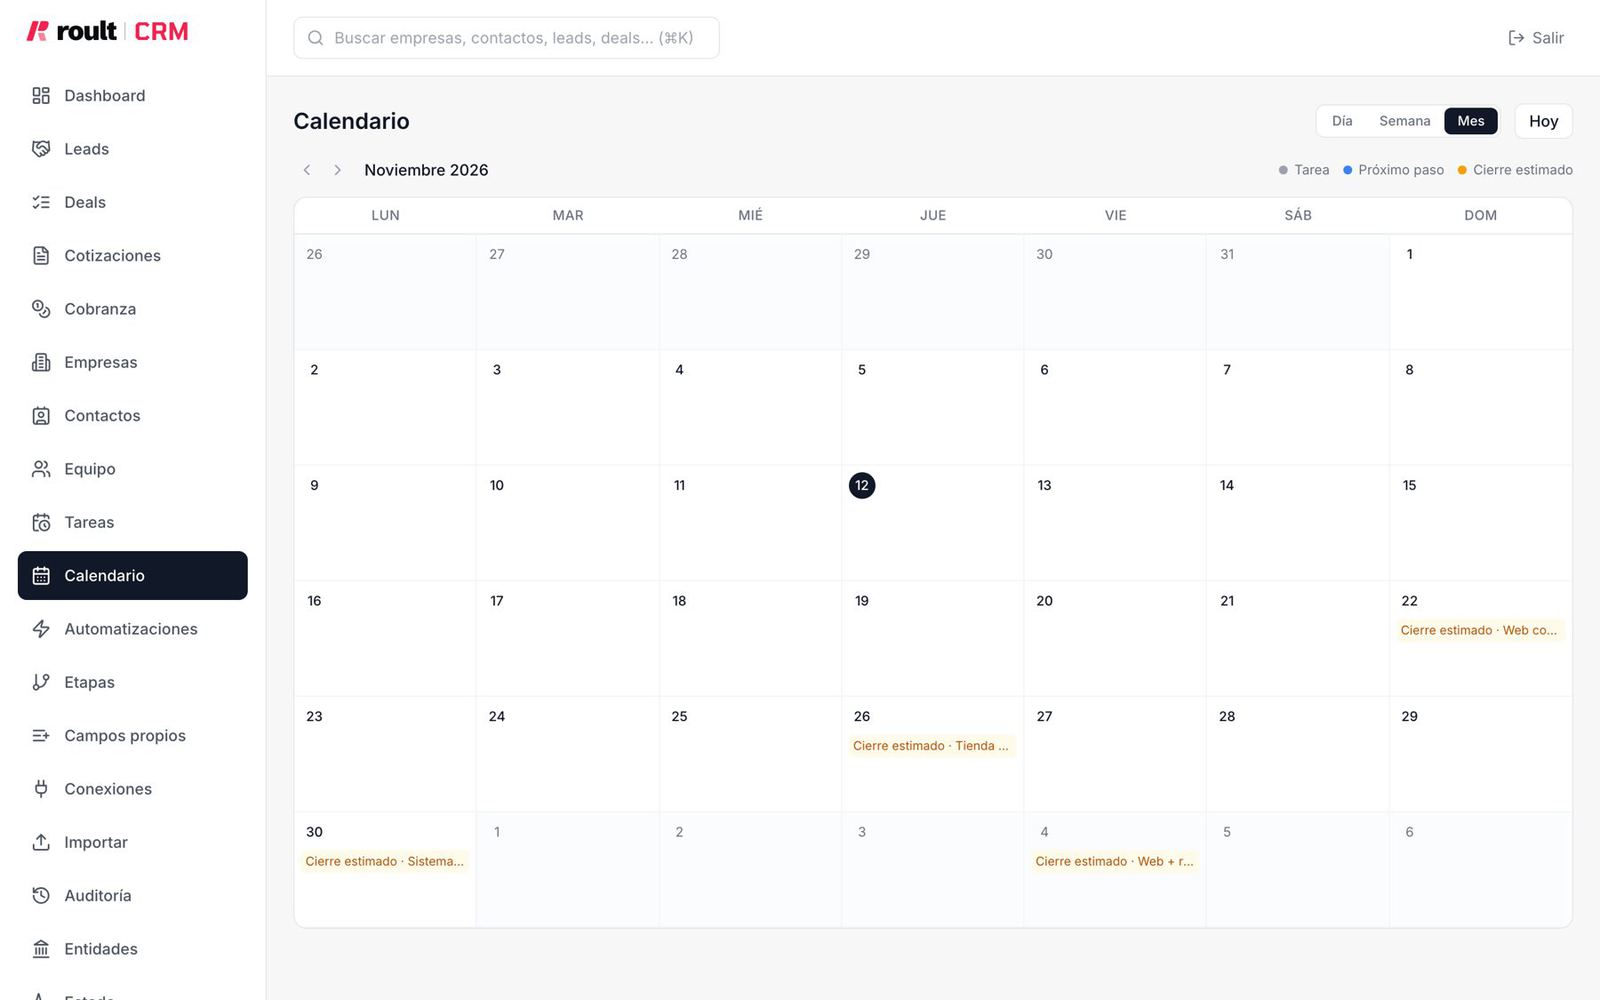 roult | CRM
Buscar empresas, contactos, leads, deals... (⌘K)
Salir
Dashboard
Leads
Deals
Cotizaciones
Cobranza
Empresas
Contactos
Equipo
Tareas
Calendario
Automatizaciones
Etapas
Campos propios
Conexiones
Importar
Auditoría
Entidades
Calendario
Día Semana Mes Hoy
Noviembre 2026
Tarea Próximo paso Cierre estimado
LUN MAR MIÉ JUE VIE SÁB DOM
26 27 28 29 30 31 1
2 3 4 5 6 7 8
9 10 11 12 13 14 15
16 17 18 19 20 21 22
Cierre estimado · Web co...
23 24 25 26 27 28 29
Cierre estimado · Tienda ...
30 1 2 3 4 5 6
Cierre estimado · Sistema... Cierre estimado · Web + r...